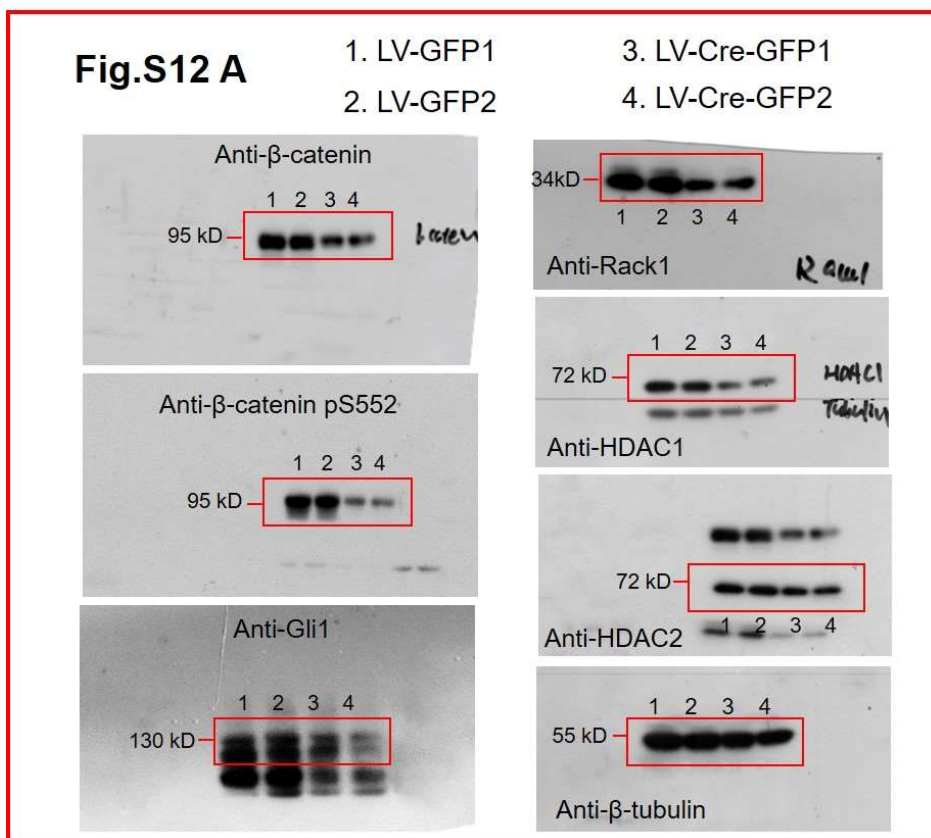 Fig.S12 A
1. LV-GFP1
2. LV-GFP2
3. LV-Cre-GFP1
4. LV-Cre-GFP2
Anti-β-catenin
1 2 3 4
95 kD
Anti-β-catenin pS552
1 2 3 4
95 kD
Anti-Gli1
1 2 3 4
130 kD
34kD
1 2 3 4
Anti-Rack1
1 2 3 4
72 kD
HDAC1
Tubulin
Anti-HDAC1
72 kD
1 2 3 4
Anti-HDAC2
1 2 3 4
55 kD
Anti-β-tubulin